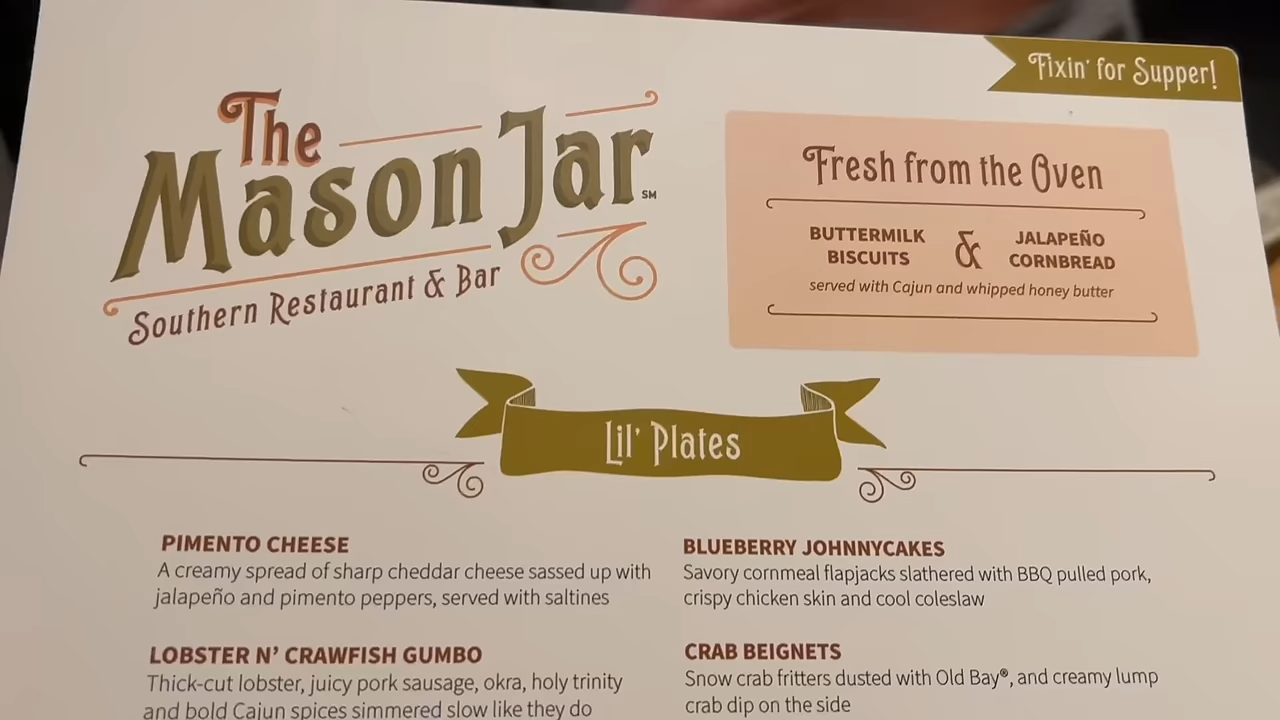 Fixin' for Supper!
The
Mason Jar
SM
Southern Restaurant & Bar
Fresh from the Oven
BUTTERMILK
BISCUITS
&
JALAPEÑO
CORNBREAD
served with Cajun and whipped honey butter
Lil' Plates
PIMENTO CHEESE
A creamy spread of sharp cheddar cheese sassed up with
jalapeño and pimento peppers, served with saltines
LOBSTER N' CRAWFISH GUMBO
Thick-cut lobster, juicy pork sausage, okra, holy trinity
and bold Cajun spices simmered slow like they do
BLUEBERRY JOHNNYCAKES
Savory cornmeal flapjacks slathered with BBQ pulled pork,
crispy chicken skin and cool coleslaw
CRAB BEIGNETS
Snow crab fritters dusted with Old Bay®, and creamy lump
crab dip on the side